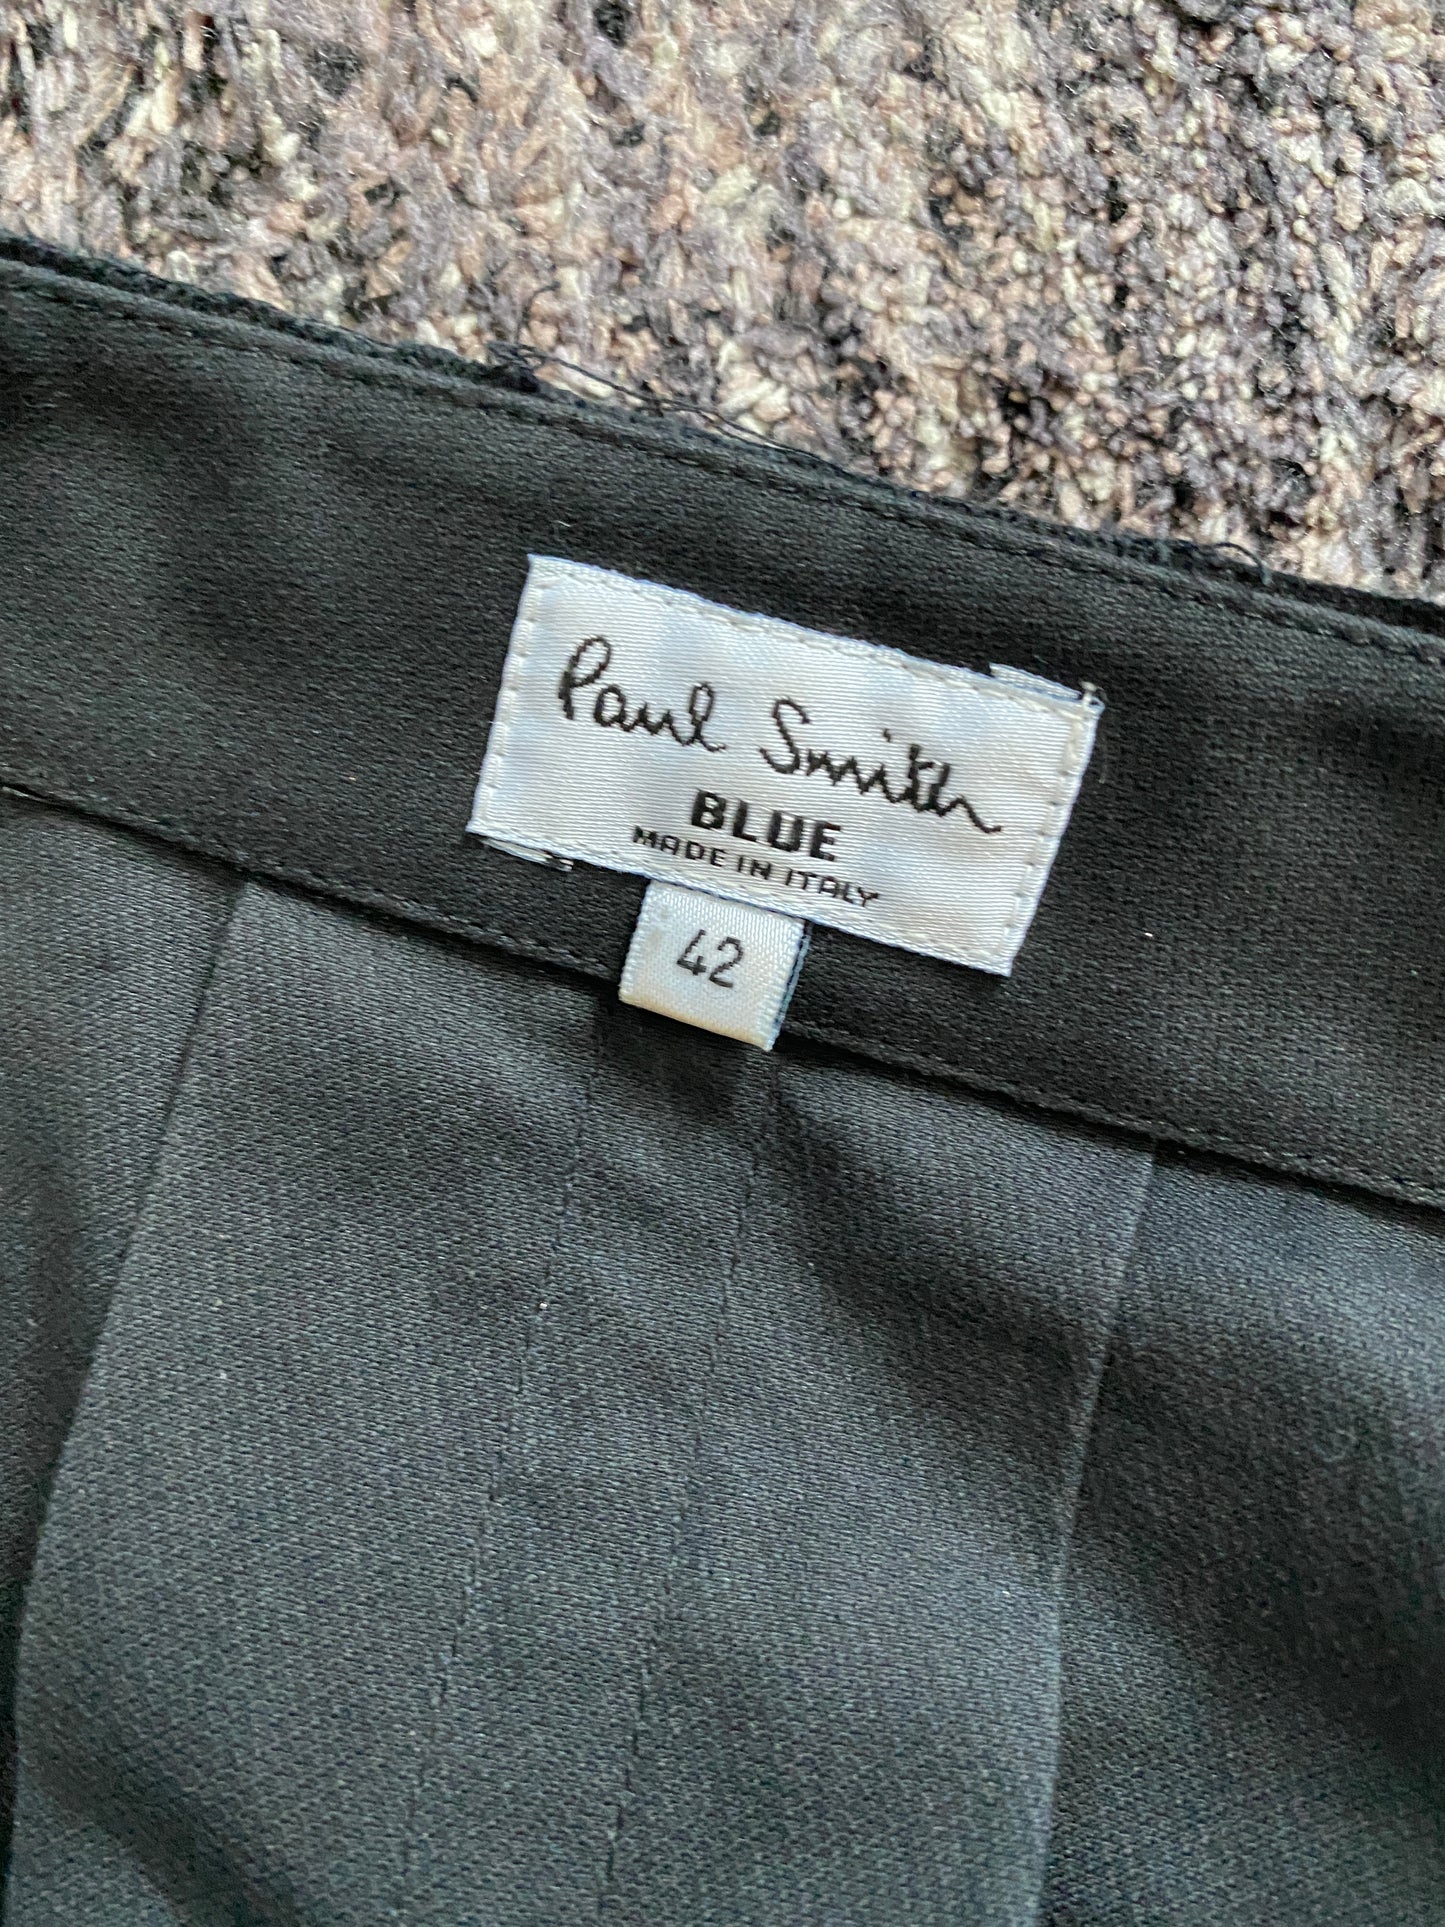 Paul Smith
BLUE
MADE IN ITALY
42